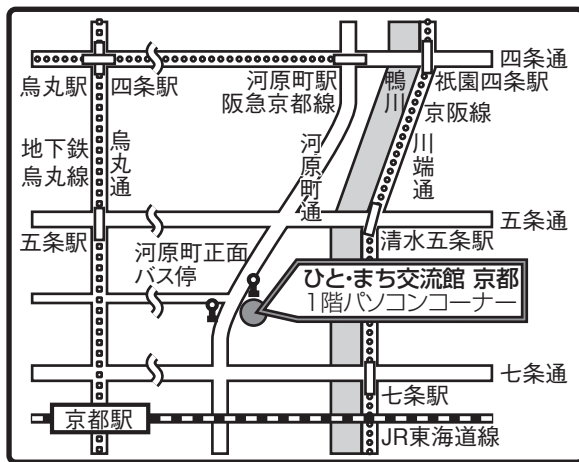 四条通
烏丸駅
四条駅
河原町駅
阪急京都線
鴨川
祇園四条駅
京阪線
地下鉄
烏丸線
烏丸通
河原町通
川端通
五条通
五条駅
清水五条駅
河原町正面
バス停
ひと・まち交流館 京都
1階パソコンコーナー
七条通
七条駅
京都駅
JR東海道線